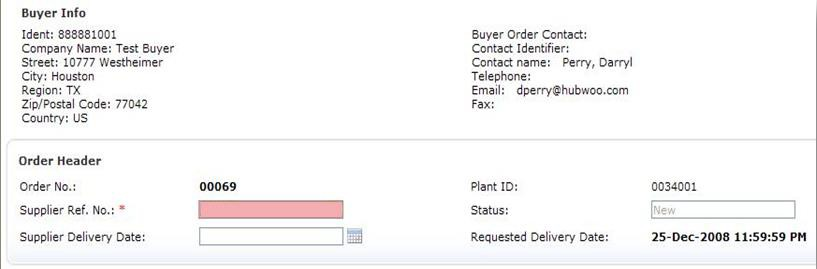 Buyer Info
Ident: 888881001
Company Name: Test Buyer
Street: 10777 Westheimer
City: Houston
Region: TX
Zip/Postal Code: 77042
Country: US
Buyer Order Contact:
Contact Identifier:
Contact name: Perry, Darryl
Telephone:
Email: dperry@hubwoo.com
Fax:
Order Header
Order No.: 00069
Plant ID: 0034001
Supplier Ref. No.: *
Status: New
Supplier Delivery Date:
Requested Delivery Date: 25-Dec-2008 11:59:59 PM